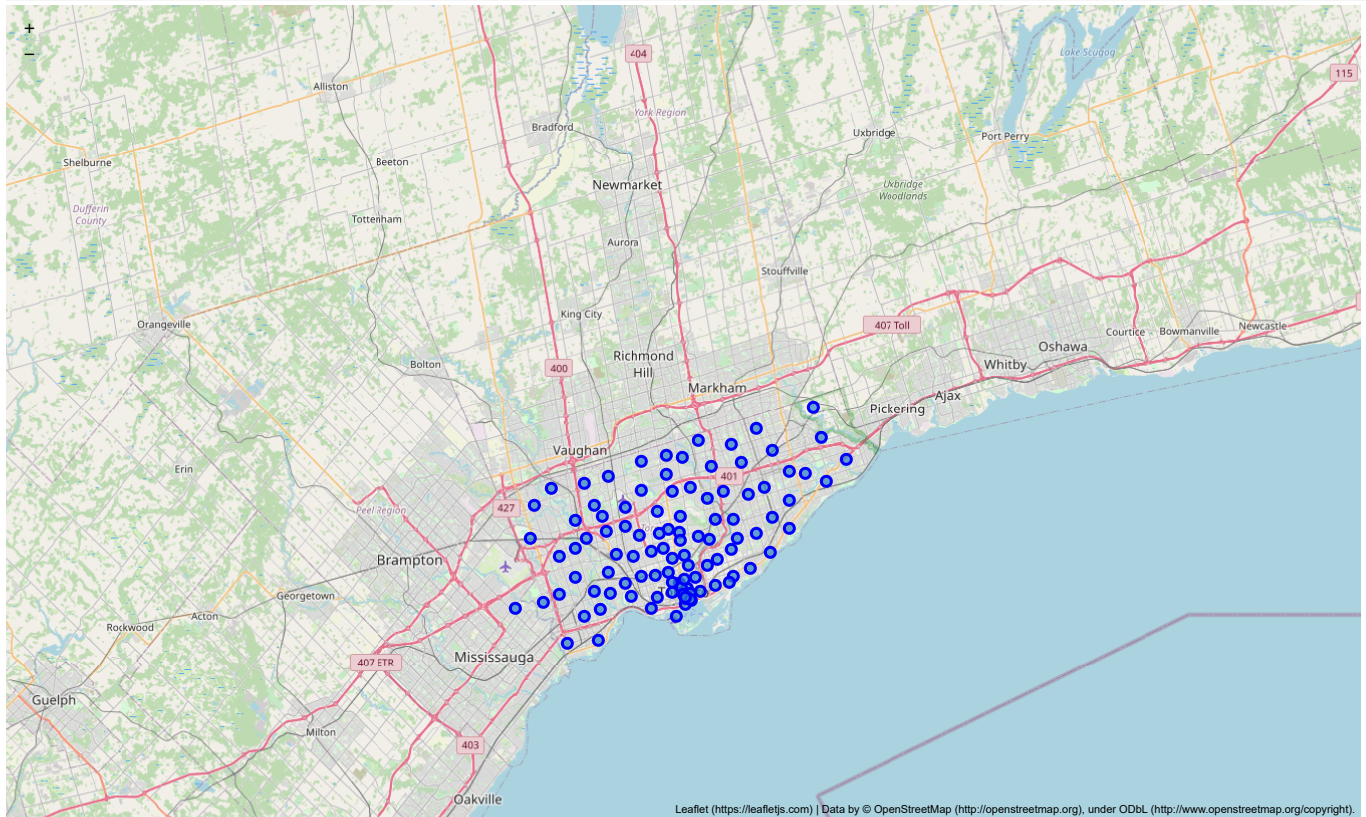 +
−
404
Lake Scugog
115
Alliston
York Region
Bradford
Uxbridge
Port Perry
Shelburne
Beeton
Newmarket
Uxbridge
Woodlands
Dufferin
County
Tottenham
Aurora
Stouffville
King City
Orangeville
407 Toll
Courtice
Bowmanville
Newcastle
Oshawa
Richmond
Hill
Whitby
Bolton
400
Markham
Ajax
Pickering
Vaughan
Erin
401
Peel Region
427
Brampton
Georgetown
Acton
Rockwood
Mississauga
407 ETR
Guelph
Milton
403
Oakville
Leaflet (https://leafletjs.com) | Data by © OpenStreetMap (http://openstreetmap.org), under ODbL (http://www.openstreetmap.org/copyright).